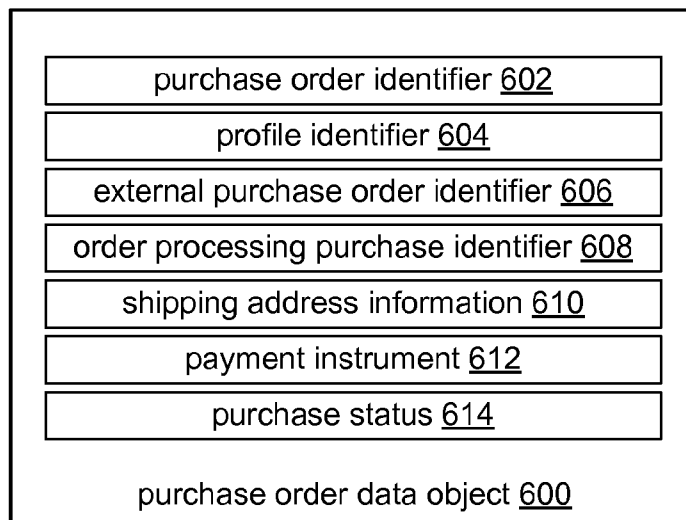 purchase order identifier 602
profile identifier 604
external purchase order identifier 606
order processing purchase identifier 608
shipping address information 610
payment instrument 612
purchase status 614
purchase order data object 600